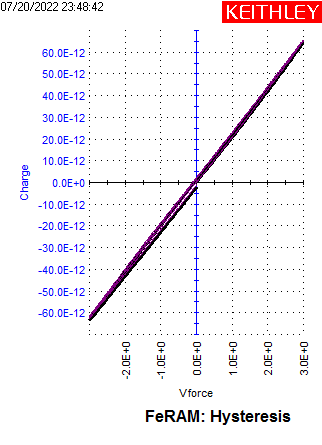 07/20/2022 23:48:42
KEITHLEY
60.0E-12
50.0E-12
40.0E-12
30.0E-12
20.0E-12
10.0E-12
0.0E+0
-10.0E-12
-20.0E-12
-30.0E-12
-40.0E-12
-50.0E-12
-60.0E-12
Charge
-2.0E+0
-1.0E+0
0.0E+0
1.0E+0
2.0E+0
3.0E+0
Vforce
FeRAM: Hysteresis